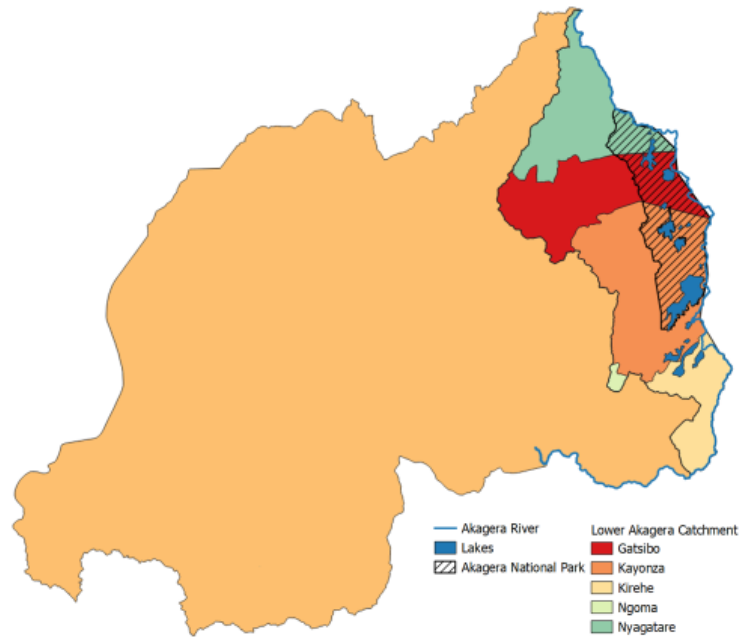 Akagera River
Lakes
Akagera National Park
Lower Akagera Catchment
Gatsibo
Kayonza
Kirehe
Ngoma
Nyagatare